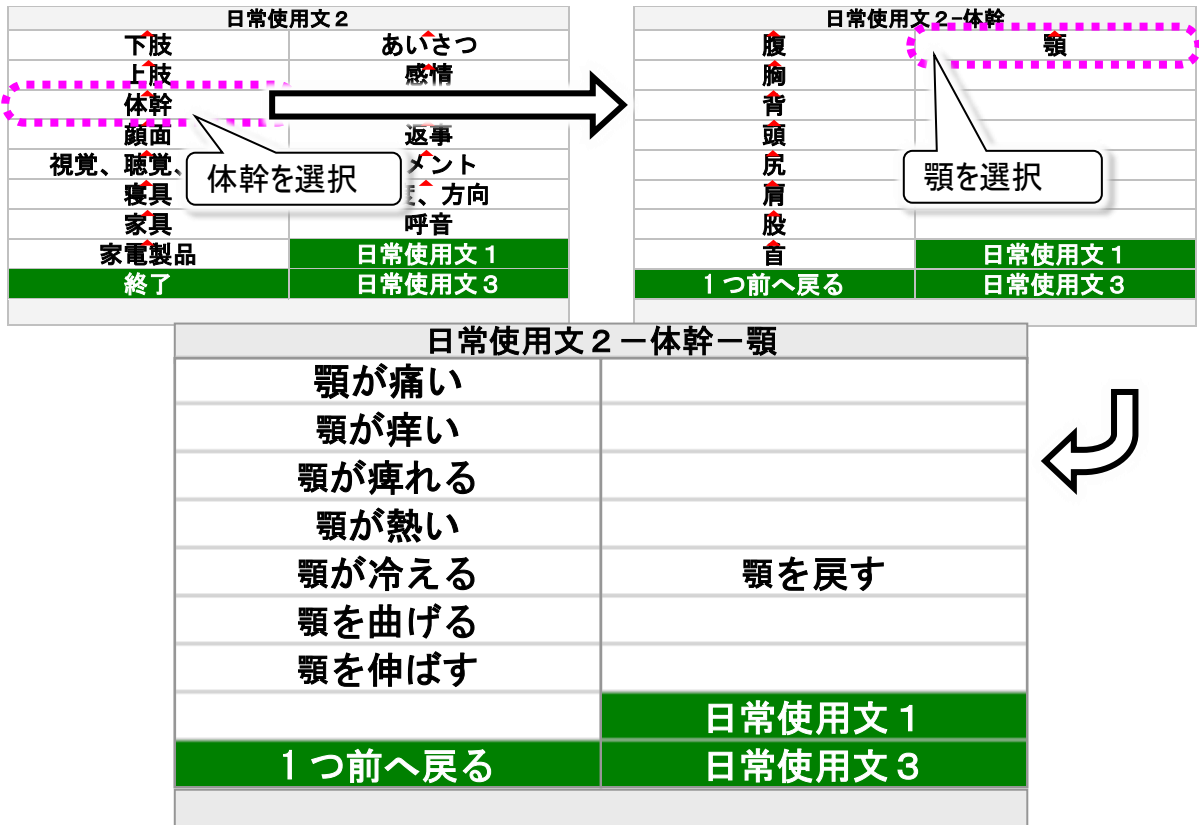 日常使用文２
下肢 あいさつ
上肢 感情
体幹
顔面 返事
視覚、聴覚、 メント
寝具 、方向
家具 呼音
家電製品 日常使用文１
終了 日常使用文３
体幹を選択
日常使用文２-体幹
腹 顎
胸
背
頭
尻
肩
股
首 日常使用文１
１つ前へ戻る 日常使用文３
顎を選択
日常使用文２－体幹－顎
顎が痛い
顎が痒い
顎が痺れる
顎が熱い
顎が冷える 顎を戻す
顎を曲げる
顎を伸ばす
日常使用文１
１つ前へ戻る 日常使用文３